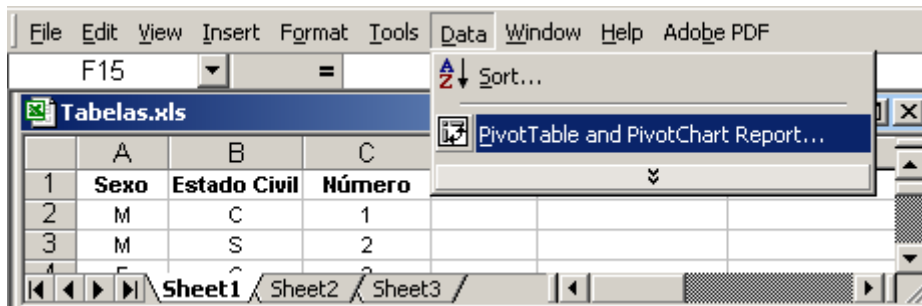 File Edit View Insert Format Tools Data Window Help Adobe PDF
F15 =
Sort...
Tabelas.xls
PivotTable and PivotChart Report...
A B C
1 Sexo Estado Civil Número
2 M C 1
3 M S 2
Sheet1 Sheet2 Sheet3